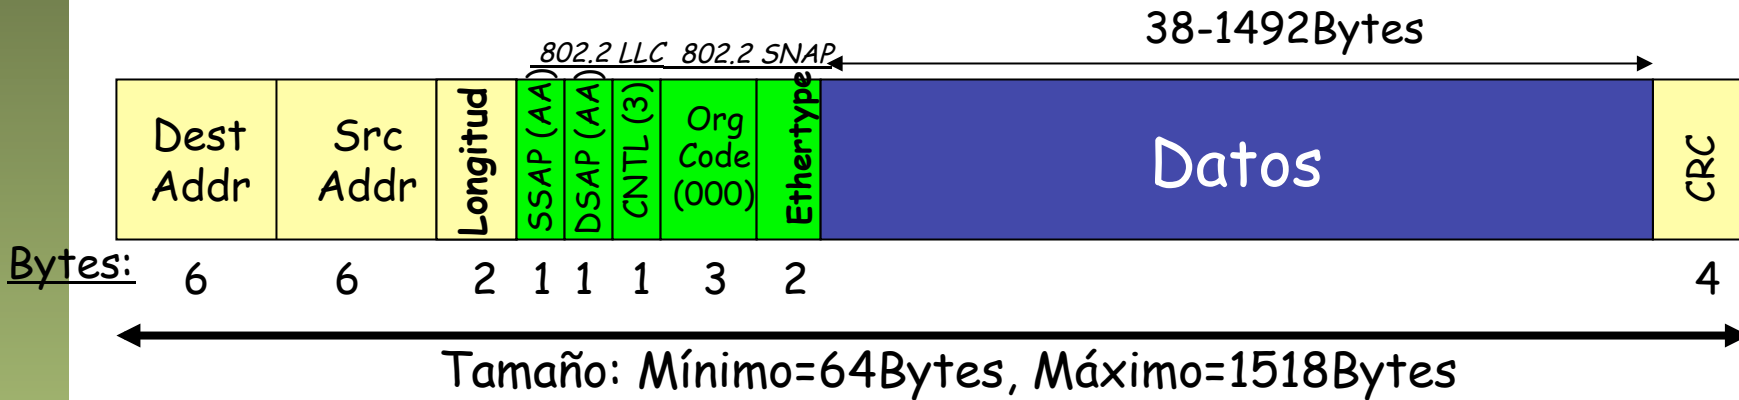 38-1492Bytes
802.2 LLC 802.2 SNAP
Dest
Addr
Src
Addr
Longitud
SSAP (AA)
DSAP (AA)
CNTL (3)
Org
Code
(000)
Ethertype
Datos
CRC
Bytes: 6 6 2 1 1 1 3 2 4
Tamaño: Mínimo=64Bytes, Máximo=1518Bytes